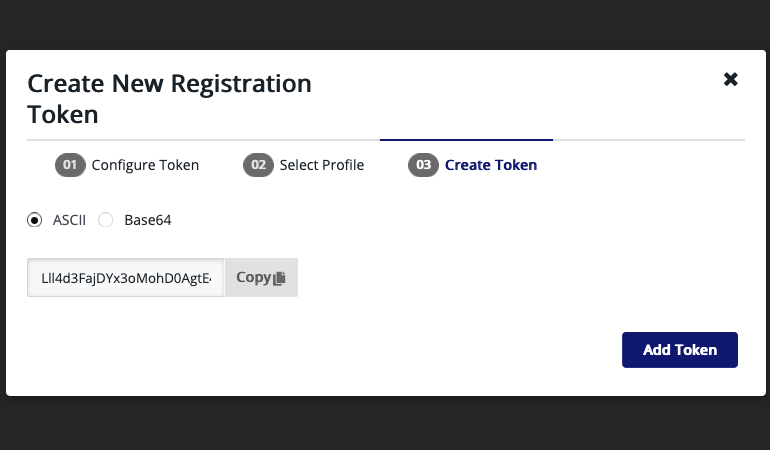 Create New Registration
Token
01 Configure Token 02 Select Profile 03 Create Token
ASCII Base64
Lll4d3FajDYx3oMohD0AgtE Copy
Add Token